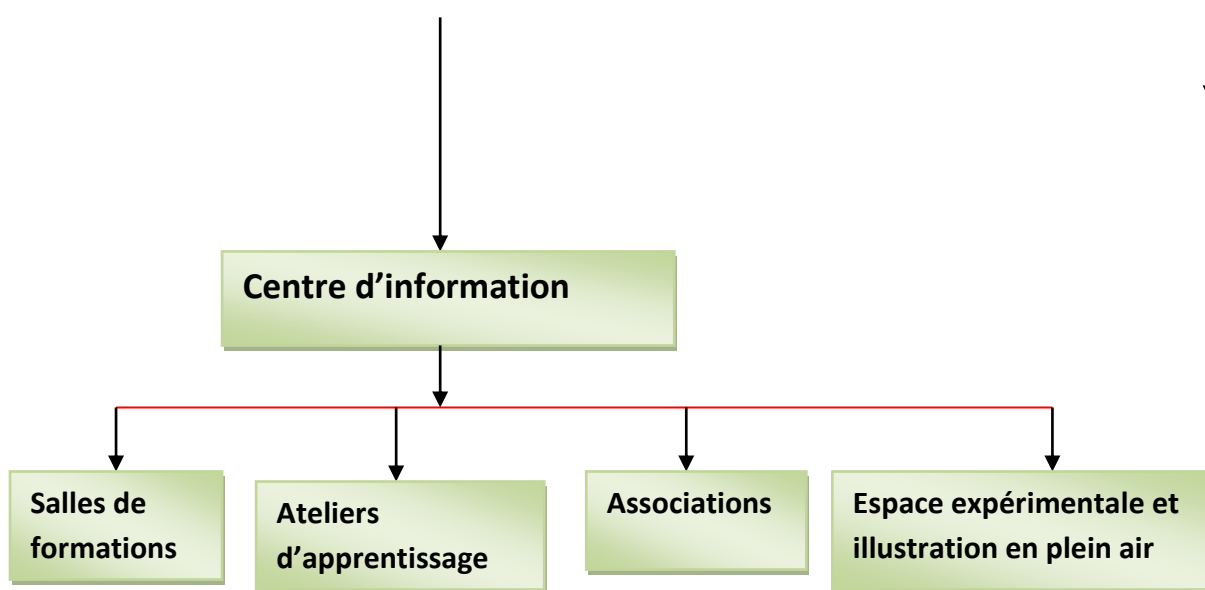 Centre d’information
Salles de
formations
Ateliers
d’apprentissage
Associations
Espace expérimentale et
illustration en plein air